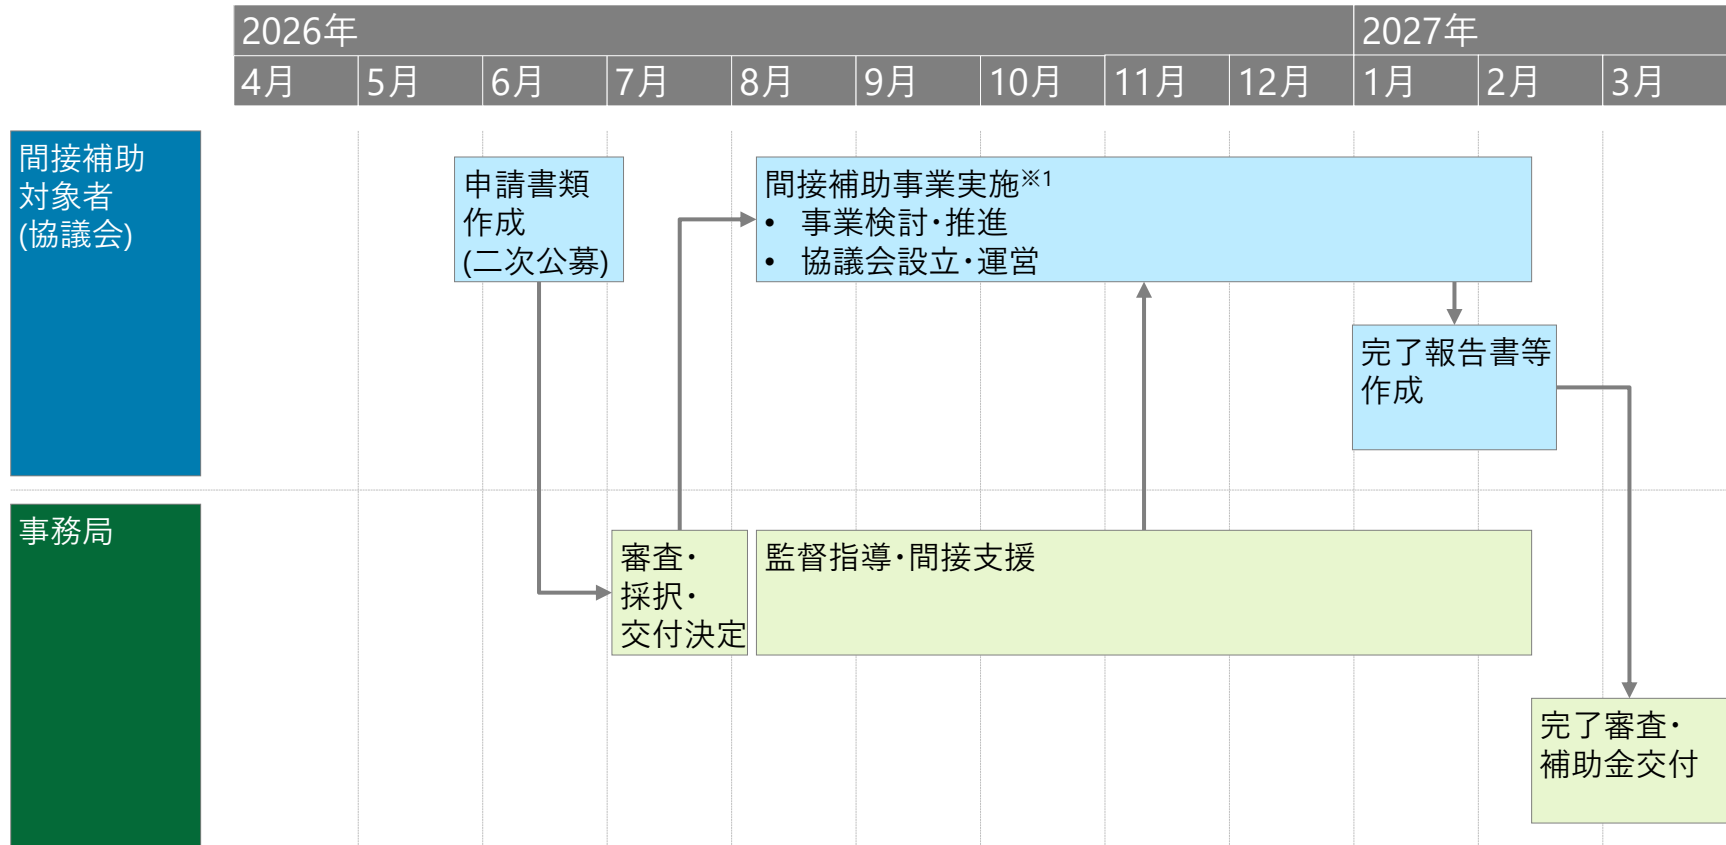 2026年
2027年
4月
5月
6月
7月
8月
9月
10月
11月
12月
1月
2月
3月
間接補助
対象者
(協議会)
申請書類
作成
(二次公募)
間接補助事業実施※1
• 事業検討・推進
• 協議会設立・運営
完了報告書等
作成
事務局
審査・
採択・
交付決定
監督指導・間接支援
完了審査・
補助金交付